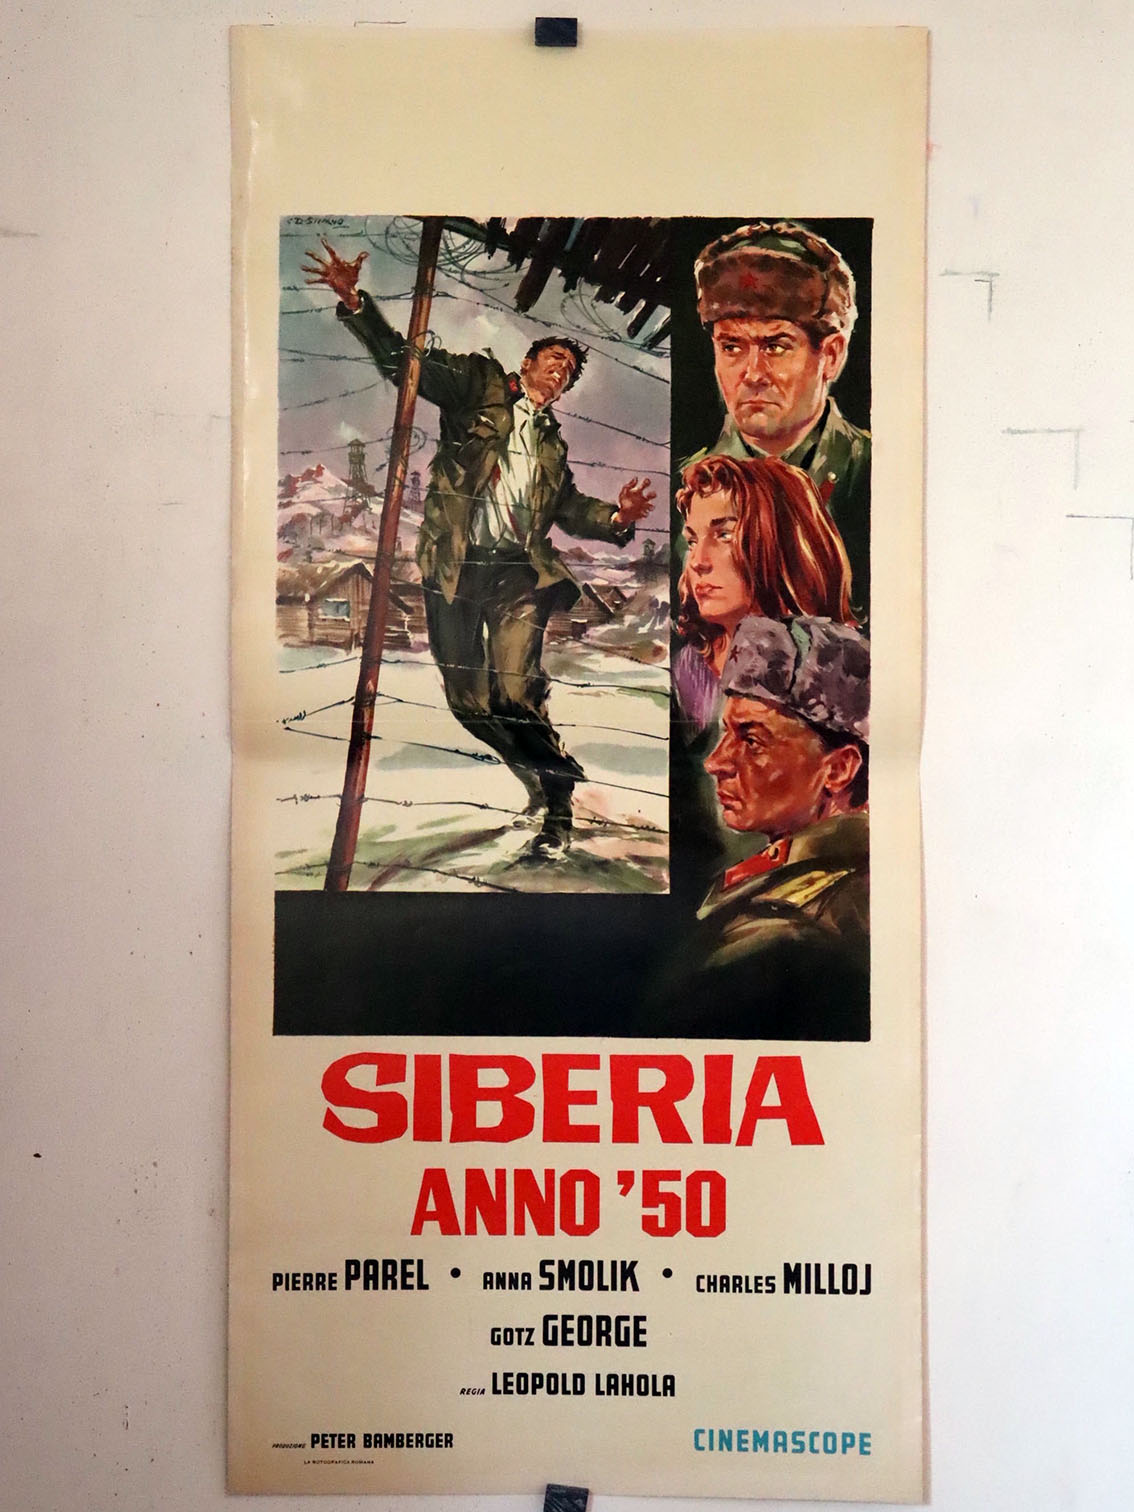 SIBERIA
ANNO '50
PIERRE PAREL • ANNA SMOLIK • CHARLES MILLOJ
GOTZ GEORGE
REGIA LEOPOLD LAHOLA
PRODUZIONE PETER BAMBERGER
CINEMASCOPE
LA ROTOGRAFICA ROMANA